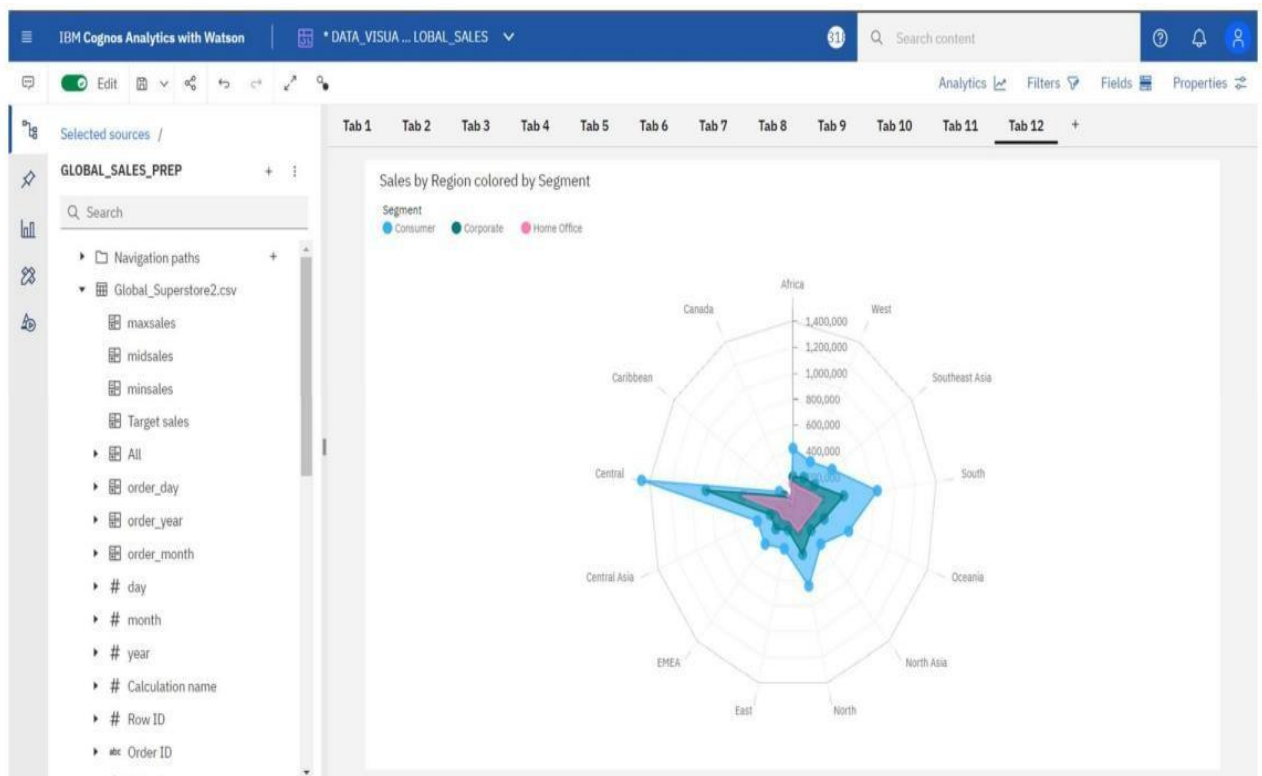 IBM Cognos Analytics with Watson
* DATA_VISUA ... LOBAL_SALES
Search content
Edit
Analytics
Filters
Fields
Properties
Selected sources /
GLOBAL_SALES_PREP
Search
Navigation paths
Global_Superstore2.csv
maxsales
midsales
minsales
Target sales
All
order_day
order_year
order_month
# day
# month
# year
# Calculation name
# Row ID
abc Order ID
Tab 1 Tab 2 Tab 3 Tab 4 Tab 5 Tab 6 Tab 7 Tab 8 Tab 9 Tab 10 Tab 11 Tab 12 +
Sales by Region colored by Segment
Segment
Consumer Corporate Home Office
Africa
Canada
West
1,400,000
1,200,000
Caribbean
1,000,000
Southeast Asia
800,000
600,000
400,000
Central
South
Central Asia
Oceania
EMEA
North Asia
East
North